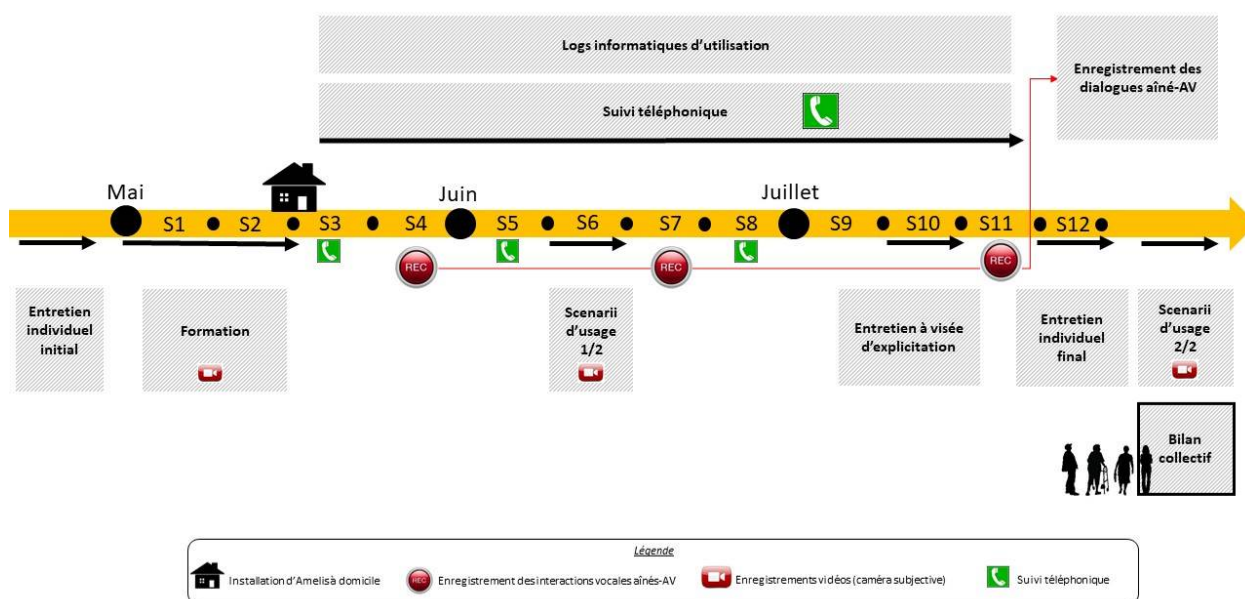 Logs informatiques d'utilisation
Suivi téléphonique
Enregistrement des
dialogues aîné-AV
Mai
Juin
Juillet
S1
S2
S3
S4
S5
S6
S7
S8
S9
S10
S11
S12
REC
REC
REC
Entretien
individuel
initial
Formation
Scenarii
d'usage
1/2
Entretien à visée
d'explicitation
Entretien
individuel
final
Scenarii
d'usage
2/2
Bilan
collectif
Légende
Installation d'Amelis à domicile
REC
Enregistrement des interactions vocales aînés-AV
Enregistrements vidéos (caméra subjective)
Suivi téléphonique